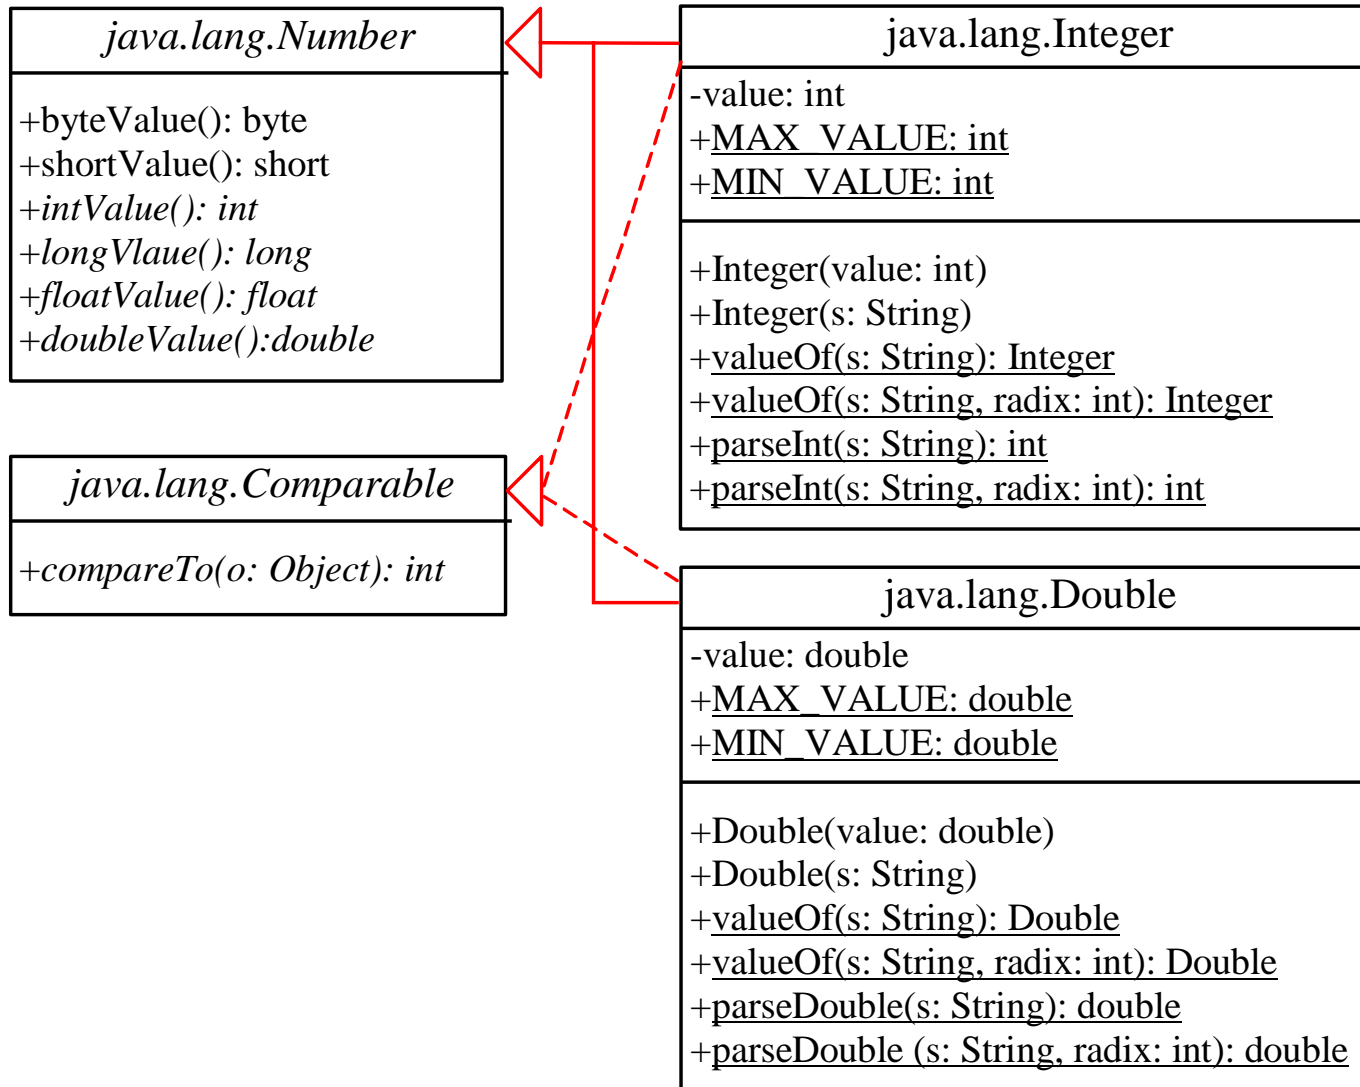 java.lang.Number
+byteValue(): byte
+shortValue(): short
+intValue(): int
+longVlaue(): long
+floatValue(): float
+doubleValue():double
java.lang.Comparable
+compareTo(o: Object): int
java.lang.Integer
-value: int
+MAX_VALUE: int
+MIN_VALUE: int
+Integer(value: int)
+Integer(s: String)
+valueOf(s: String): Integer
+valueOf(s: String, radix: int): Integer
+parseInt(s: String): int
+parseInt(s: String, radix: int): int
java.lang.Double
-value: double
+MAX_VALUE: double
+MIN_VALUE: double
+Double(value: double)
+Double(s: String)
+valueOf(s: String): Double
+valueOf(s: String, radix: int): Double
+parseDouble(s: String): double
+parseDouble (s: String, radix: int): double